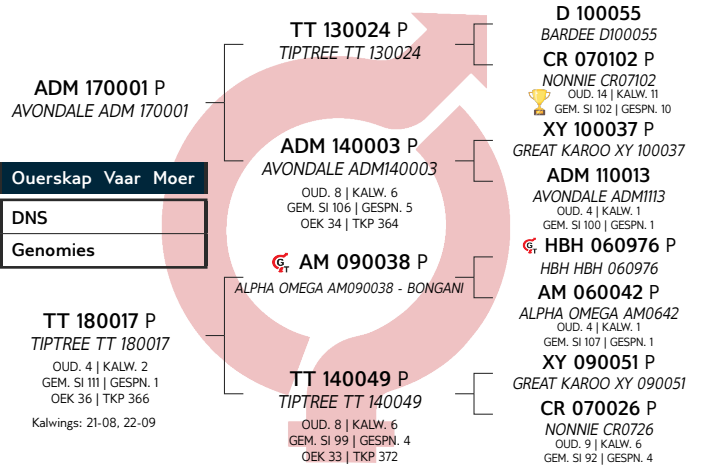 ADM 170001 P
AVONDALE ADM 170001
Ouerskap Vaar Moer
DNS
Genomies
TT 180017 P
TIPTREE TT 180017
OUD. 4 | KALW. 2
GEM. SI 111 | GESPN. 1
OEK 36 | TKP 366
Kalwings: 21-08, 22-09
TT 130024 P
TIPTREE TT 130024
ADM 140003 P
AVONDALE ADM140003
OUD. 8 | KALW. 6
GEM. SI 106 | GESPN. 5
OEK 34 | TKP 364
GT AM 090038 P
ALPHA OMEGA AM090038 - BONGANI
TT 140049 P
TIPTREE TT 140049
OUD. 8 | KALW. 6
GEM. SI 99 | GESPN. 4
OEK 33 | TKP 372
D 100055
BARDEE D100055
CR 070102 P
NONNIE CR07102
OUD. 14 | KALW. 11
GEM. SI 102 | GESPN. 10
XY 100037 P
GREAT KAROO XY 100037
ADM 110013
AVONDALE ADM1113
OUD. 4 | KALW. 1
GEM. SI 100 | GESPN. 1
GT HBH 060976 P
HBH HBH 060976
AM 060042 P
ALPHA OMEGA AM0642
OUD. 4 | KALW. 1
GEM. SI 107 | GESPN. 1
XY 090051 P
GREAT KAROO XY 090051
CR 070026 P
NONNIE CR0726
OUD. 9 | KALW. 6
GEM. SI 92 | GESPN. 4